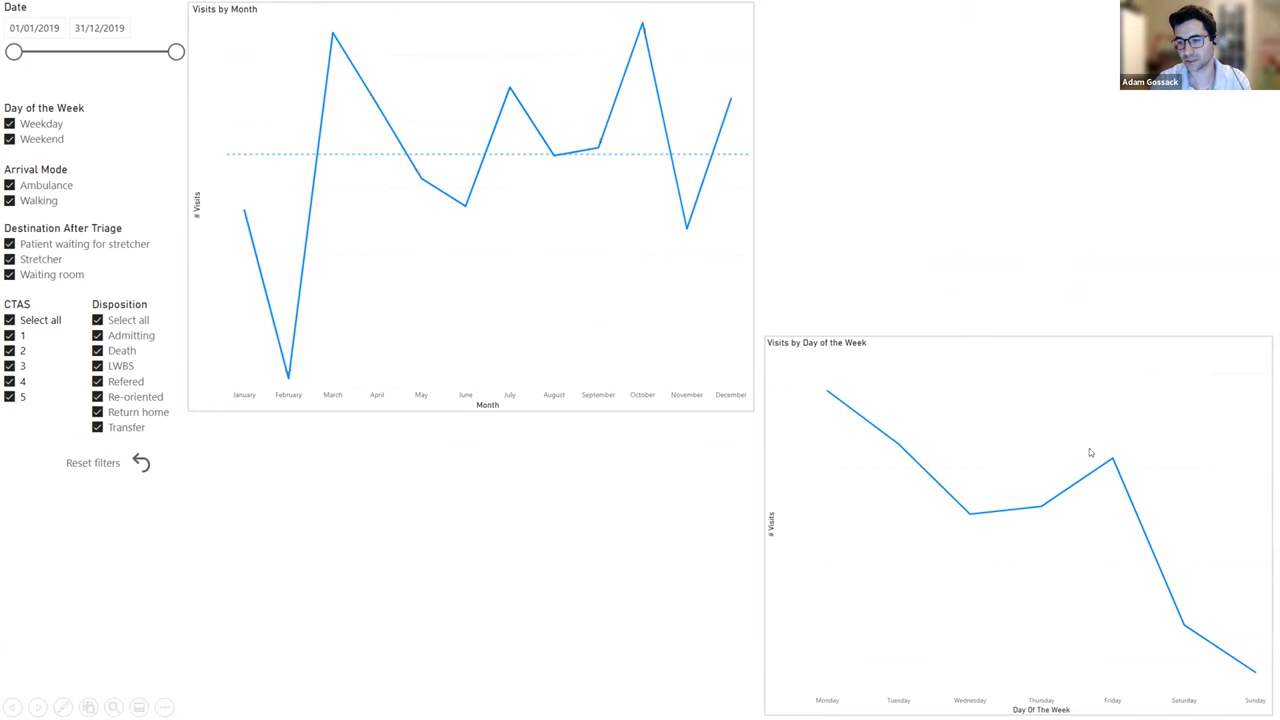 Date
01/01/2019 31/12/2019
Day of the Week
Weekday
Weekend
Arrival Mode
Ambulance
Walking
Destination After Triage
Patient waiting for stretcher
Stretcher
Waiting room
CTAS
Select all
1
2
3
4
5
Disposition
Select all
Admitting
Death
LWBS
Refered
Re-oriented
Return home
Transfer
Reset filters
Visits by Month
# Visits
January February March April May June July August September October November December
Month
Adam Gossack
Visits by Day of the Week
# Visits
Monday Tuesday Wednesday Thursday Friday Saturday Sunday
Day Of The Week